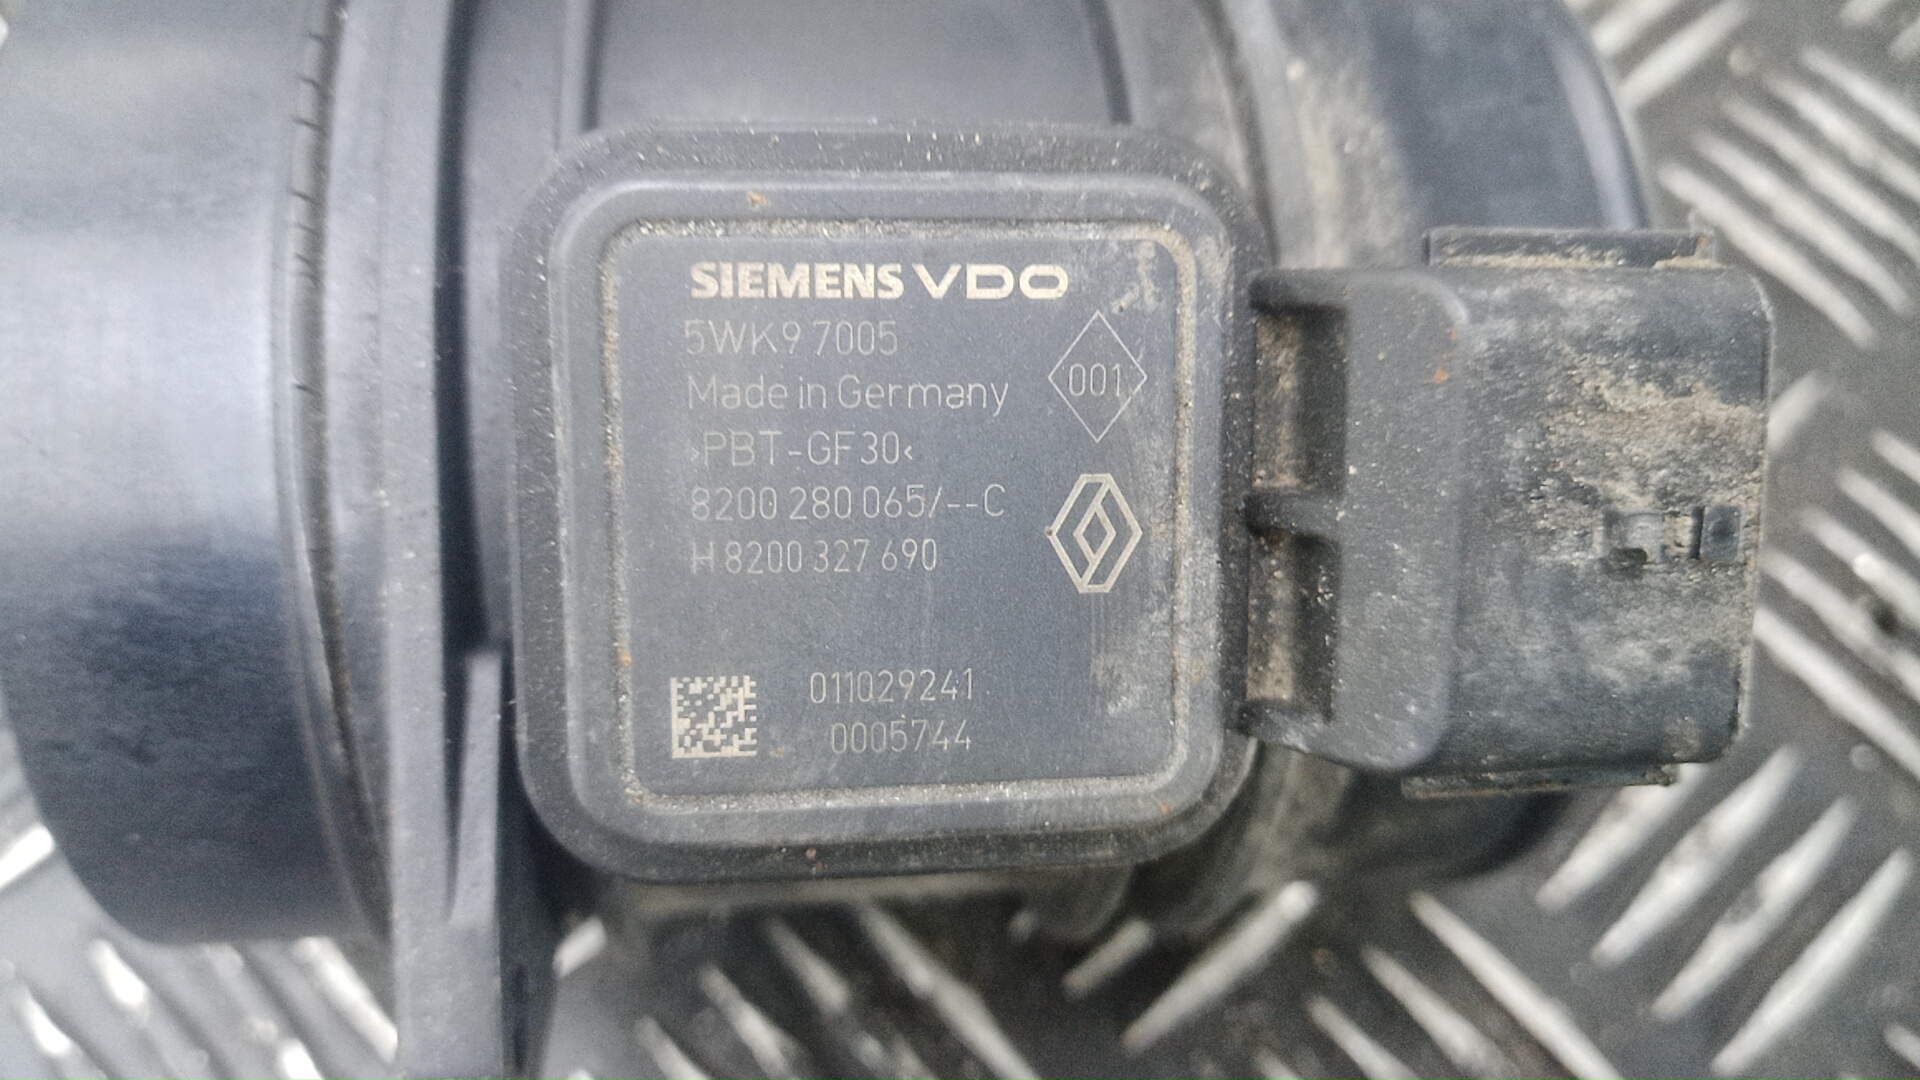 SIEMENS VDO
5WK9 7005
Made in Germany
001
›PBT-GF30‹
8200 280 065/--C
H 8200 327 690
011029241
0005744